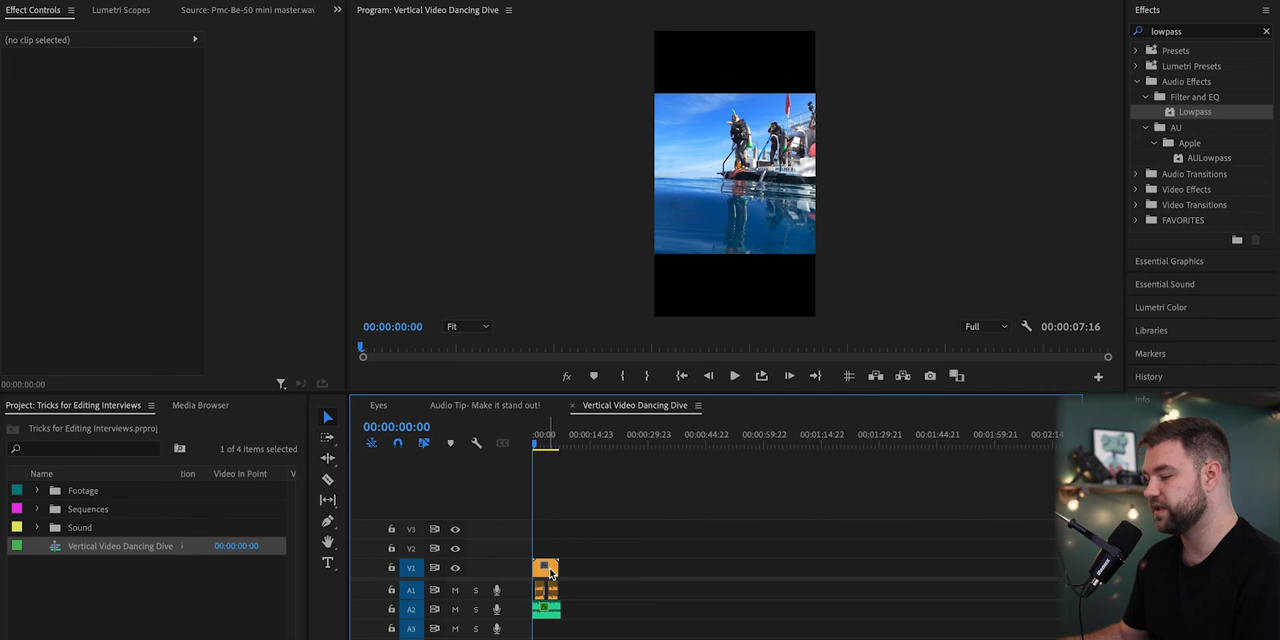 Effect Controls
Lumetri Scopes
Source: Pmc-Be-50 mini master.wav
(no clip selected)
00:00:00:00
Program: Vertical Video Dancing Dive
00:00:00:00
Fit
Full
00:00:07:16
fx
Effects
lowpass
Presets
Lumetri Presets
Audio Effects
Filter and EQ
Lowpass
AU
Apple
AULowpass
Audio Transitions
Video Effects
Video Transitions
FAVORITES
Essential Graphics
Essential Sound
Lumetri Color
Libraries
Markers
History
Info
Project: Tricks for Editing Interviews
Media Browser
Tricks for Editing Interviews.prproj
1 of 4 items selected
Name
tion
Video In Point
V
Footage
Sequences
Sound
Vertical Video Dancing Dive
00:00:00:00
T
Eyes
Audio Tip- Make it stand out!
× Vertical Video Dancing Dive
00:00:00:00
:00:00 00:00:14:23 00:00:29:23 00:00:44:22 00:00:59:22 00:01:14:22 00:01:29:21 00:01:44:21 00:01:59:21 00:02:14
V3
V2
V1
A1 M S
A2 M S
A3 M S